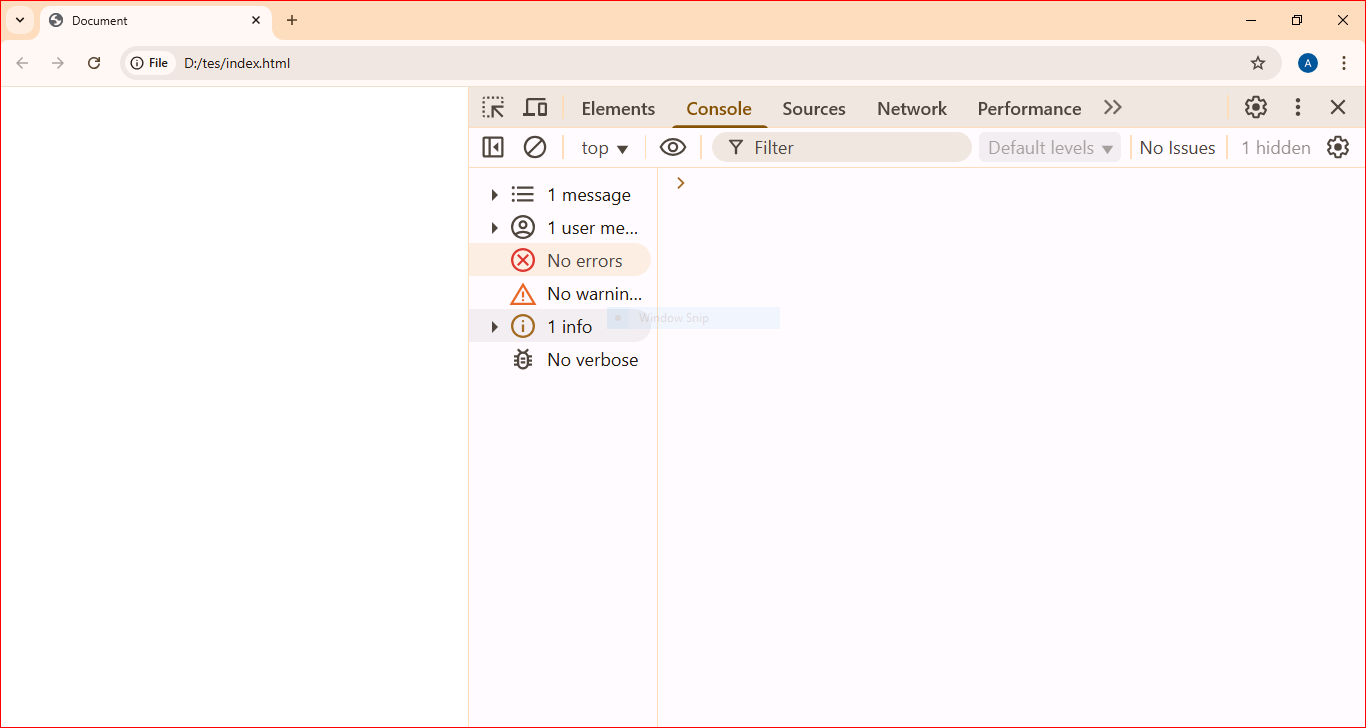 Document
File D:/tes/index.html
A
Elements Console Sources Network Performance
top Filter Default levels No Issues 1 hidden
1 message
1 user me...
No errors
No warnin...
Window Snip
1 info
No verbose